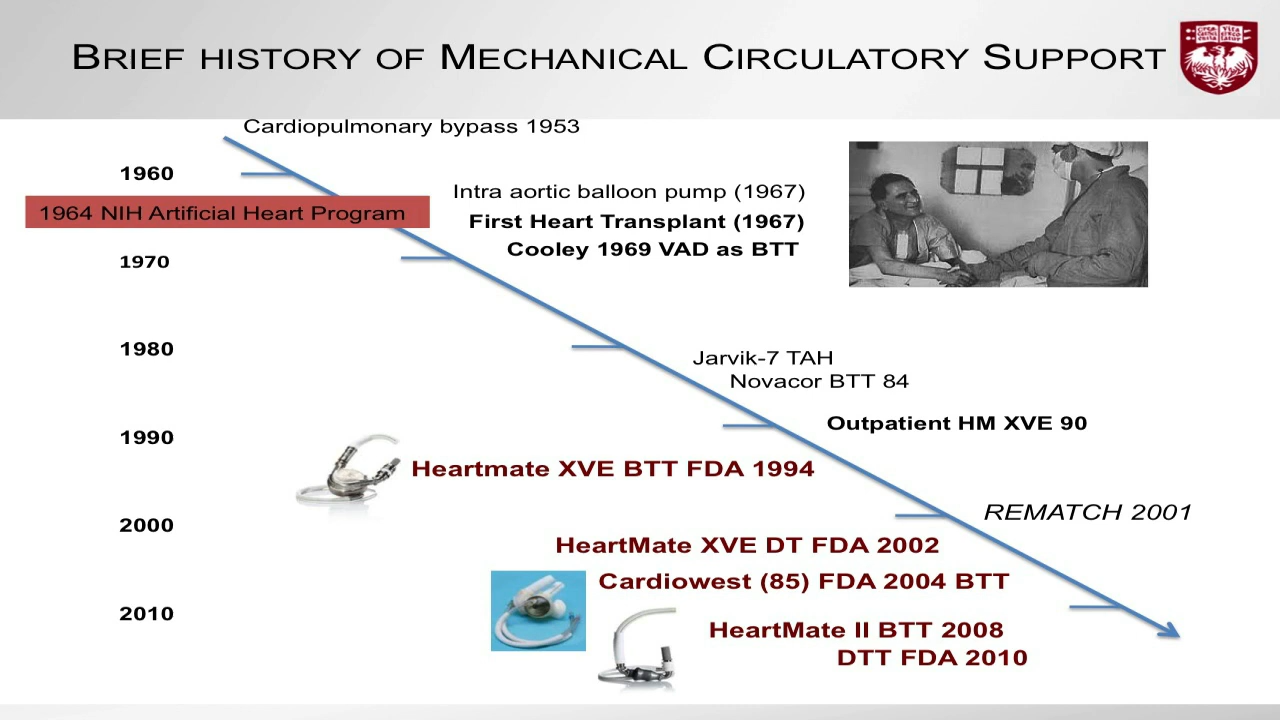 BRIEF HISTORY OF MECHANICAL CIRCULATORY SUPPORT
Cardiopulmonary bypass 1953
1960
Intra aortic balloon pump (1967)
1964 NIH Artificial Heart Program
First Heart Transplant (1967)
Cooley 1969 VAD as BTT
1970
1980
Jarvik-7 TAH
Novacor BTT 84
Outpatient HM XVE 90
1990
Heartmate XVE BTT FDA 1994
REMATCH 2001
2000
HeartMate XVE DT FDA 2002
Cardiowest (85) FDA 2004 BTT
2010
HeartMate II BTT 2008
DTT FDA 2010